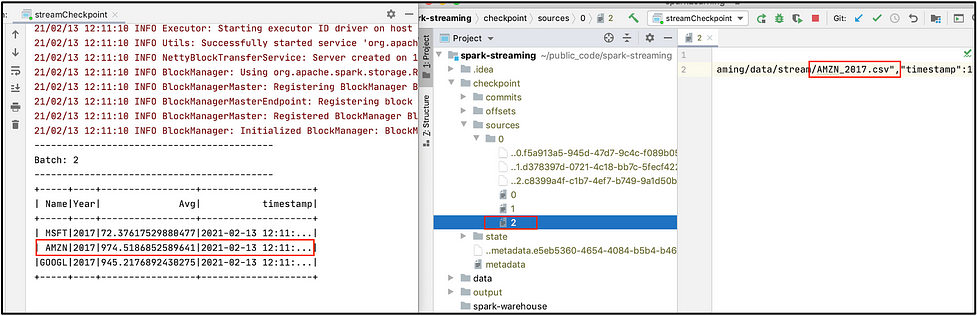 n: streamCheckpoint ×
21/02/13 12:11:10 INFO Executor: Starting executor ID driver on host
21/02/13 12:11:10 INFO Utils: Successfully started service 'org.apac
21/02/13 12:11:10 INFO NettyBlockTransferService: Server created on 1
21/02/13 12:11:10 INFO BlockManager: Using org.apache.spark.storage.R
21/02/13 12:11:10 INFO BlockManagerMaster: Registering BlockManager B
21/02/13 12:11:10 INFO BlockManagerMasterEndpoint: Registering block
21/02/13 12:11:10 INFO BlockManagerMaster: Registered BlockManager Bl
21/02/13 12:11:10 INFO BlockManager: Initialized BlockManager: BlockM
-------------------------------------------
Batch: 2
-------------------------------------------
+-----+----+----------------+--------------------+
| Name|Year|             Avg|           timestamp|
+-----+----+----------------+--------------------+
| MSFT|2017|72.37617529880477|2021-02-13 12:11:...|
| AMZN|2017|974.5186852589641|2021-02-13 12:11:...|
|GOOGL|2017|945.2176892430275|2021-02-13 12:11:...|
+-----+----+----------------+--------------------+
rk-streaming 〉 checkpoint 〉 sources 〉 0 〉 2
streamCheckpoint
Git:
1: Project
Z: Structure
Project
spark-streaming ~/public_code/spark-streaming
.idea
checkpoint
commits
offsets
sources
0
..0.f5a913a5-945d-47d7-9c4c-f089b05
..1.d378397d-0721-4c18-bb7c-5fecf422
..2.c8399a4f-c1b7-4ef7-b749-9a1d50b
0
1
2
state
..metadata.e5eb5360-4654-4084-b5b4-b46
metadata
data
output
spark-warehouse
2 ×
1
2 aming/data/stream/AMZN_2017.csv","timestamp":1